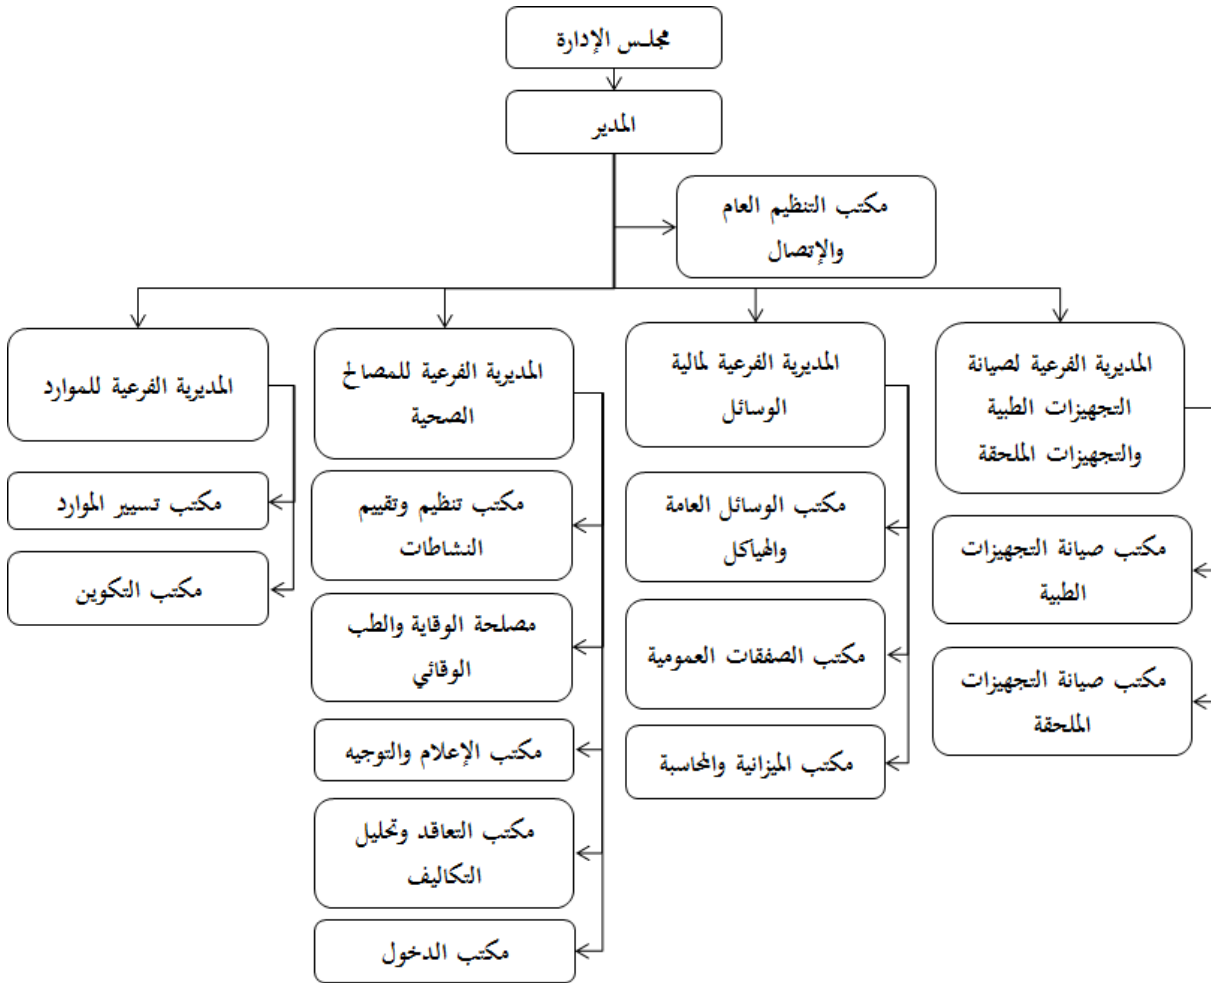 مجلس الإدارة
المدير
مكتب التنظيم العام
والإتصال
المديرية الفرعية لصيانة
التجهيزات الطبية
والتجهيزات الملحقة
مكتب صيانة التجهيزات
الطبية
مكتب صيانة التجهيزات
الملحقة
المديرية الفرعية لمالية
الوسائل
مكتب الوسائل العامة
والهياكل
مكتب الصفقات العمومية
مكتب الميزانية والمحاسبة
المديرية الفرعية للمصالح
الصحية
مكتب تنظيم وتقييم
النشاطات
مصلحة الوقاية والطب
الوقائي
مكتب الإعلام والتوجيه
مكتب التعاقد وتحليل
التكاليف
مكتب الدخول
المديرية الفرعية للموارد
مكتب تسيير الموارد
مكتب التكوين